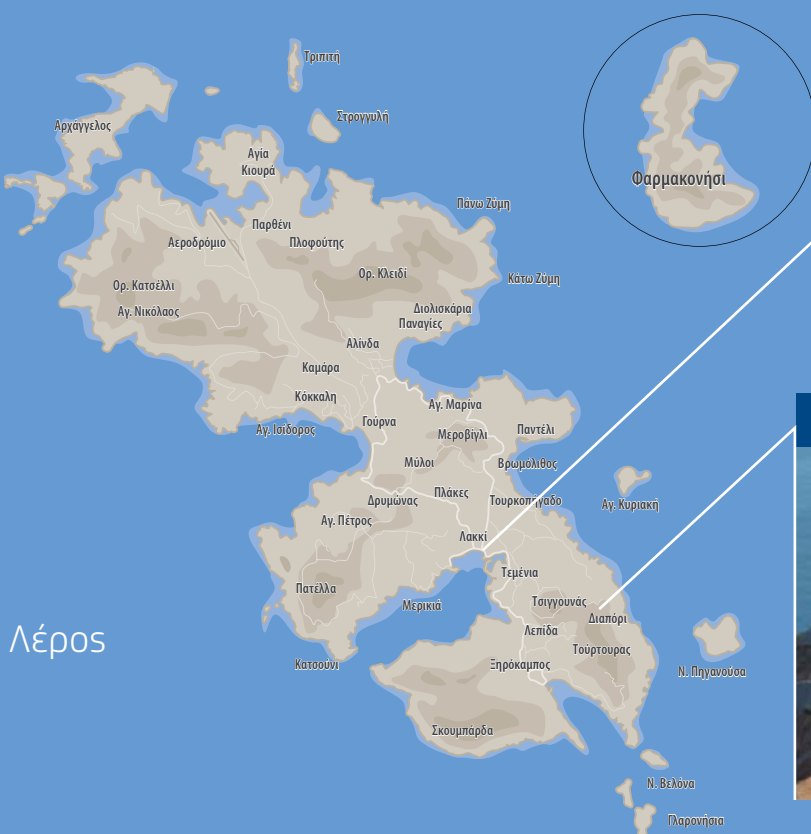 Τριπιτή
Αρχάγγελος
Στρογγυλή
Αγία
Κιουρά
Φαρμακονήσι
Πάνω Ζύμη
Παρθένι
Αεροδρόμιο
Πλοφούτης
Ορ. Κλειδί
Κάτω Ζύμη
Ορ. Κατσέλλι
Αγ. Νικόλαος
Διολισκάρια
Παναγίες
Αλίνδα
Καμάρα
Κόκκαλη
Αγ. Μαρίνα
Γούρνα
Αγ. Ισίδορος
Μεροβίγλι
Παντέλι
Μύλοι
Βρωμόλιθος
Πλάκες
Δρυμώνας
Τουρκοπήγαδο
Αγ. Κυριακή
Αγ. Πέτρος
Λακκί
Τεμένια
Πατέλλα
Μερικιά
Τσιγγουνάς
Διαπόρι
Λεπίδα
Λέρος
Τούρτουρας
Κατσούνι
Ξηρόκαμπος
Ν. Πηγανούσα
Σκουμπάρδα
Ν. Βελόνα
Γλαρονήσια